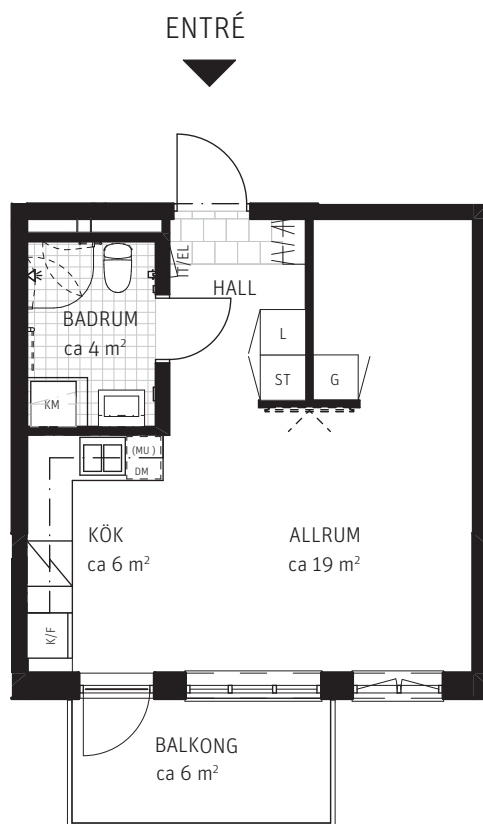 ENTRÉ
IT/EL
HALL
BADRUM
ca 4 m²
L
ST
G
KM
(MU)
DM
KÖK
ca 6 m²
ALLRUM
ca 19 m²
K/F
BALKONG
ca 6 m²